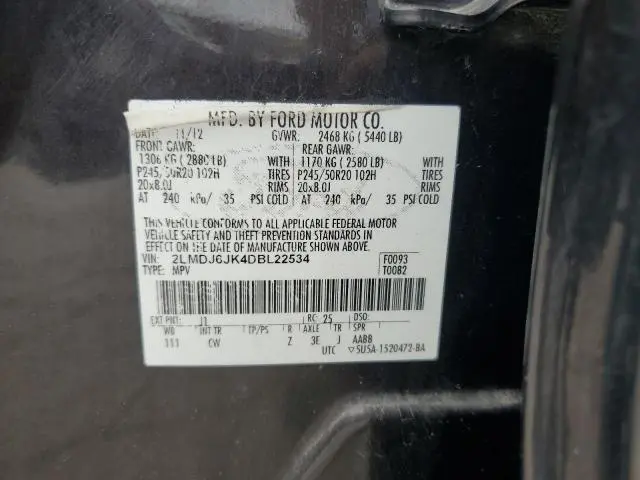 MFD. BY FORD MOTOR CO.
DATE: 11/12 GVWR: 2468 KG ( 5440 LB)
FRONT GAWR: REAR GAWR:
1306 KG ( 2880 LB) WITH 1170 KG ( 2580 LB) WITH
P245/50R20 102H TIRES P245/50R20 102H TIRES
20x8.0J RIMS 20x8.0J RIMS
AT 240 kPa/ 35 PSI COLD AT 240 kPa/ 35 PSI COLD
THIS VEHICLE CONFORMS TO ALL APPLICABLE FEDERAL MOTOR
VEHICLE SAFETY AND THEFT PREVENTION STANDARDS IN
EFFECT ON THE DATE OF MANUFACTURE SHOWN ABOVE.
VIN: 2LMDJ6JK4DBL22534 F0093
TYPE: MPV T0082
EXT PNT: J1 RC: 25 DSO:
WB INT TR TP/PS R AXLE TR SPR
111 CW Z 3E J AABB
UTC ▽5U5A-1520472-BA